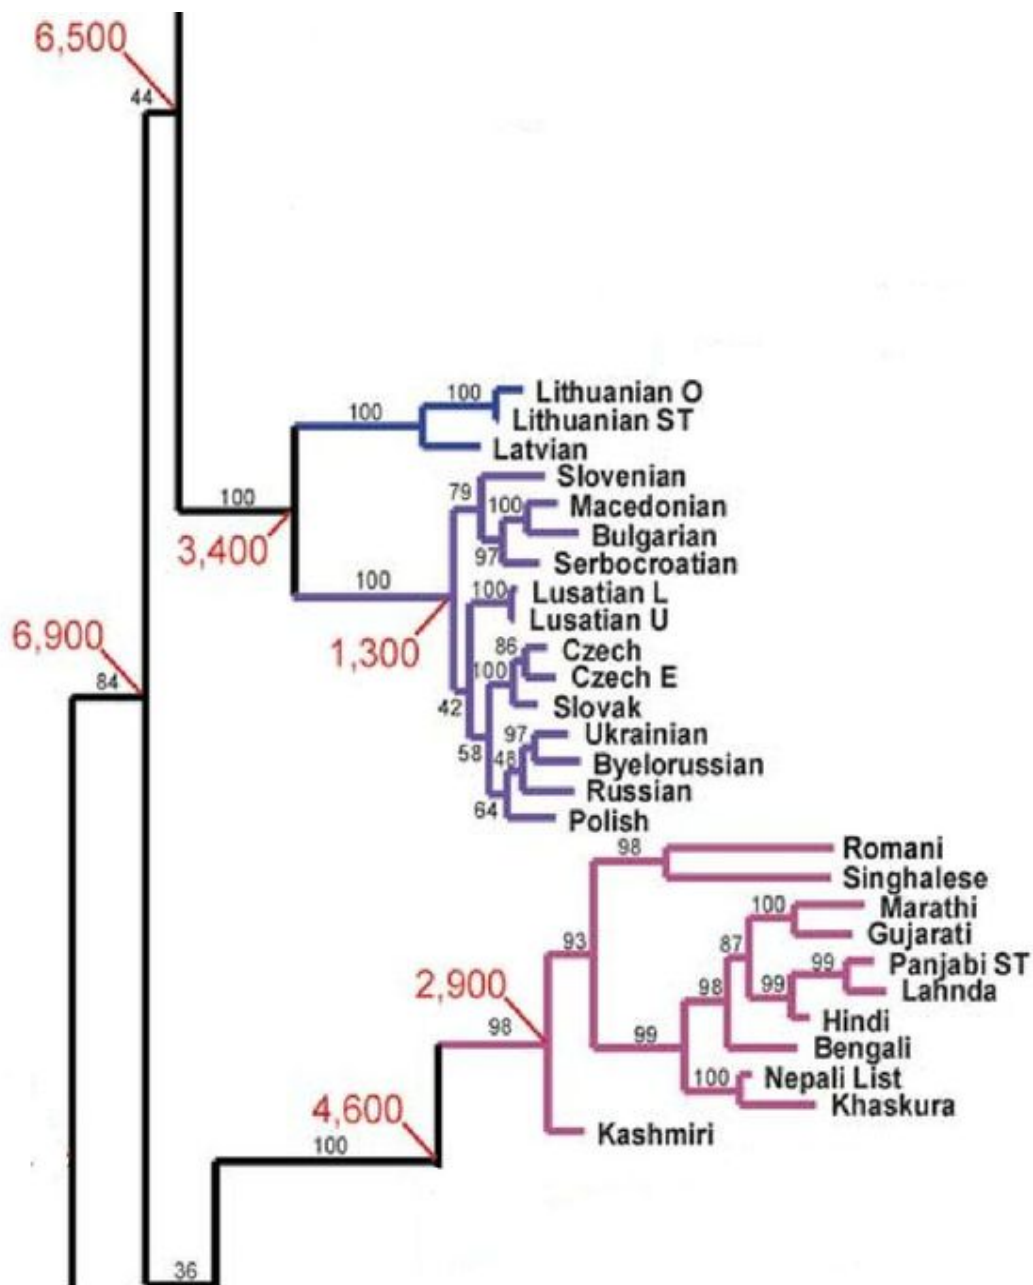 6,500
44
100
Lithuanian O
100
Lithuanian ST
Latvian
79
Slovenian
100
100
Macedonian
Bulgarian
3,400
97
Serbocroatian
100
100
Lusatian L
Lusatian U
6,900
1,300
86
Czech
100
Czech E
84
42
Slovak
97
Ukrainian
58
48
Byelorussian
Russian
64
Polish
98
Romani
Singhalese
100
Marathi
93
87
Gujarati
99
Panjabi ST
2,900
98
99
Lahnda
98
99
Hindi
Bengali
100
Nepali List
4,600
Khaskura
100
Kashmiri
36